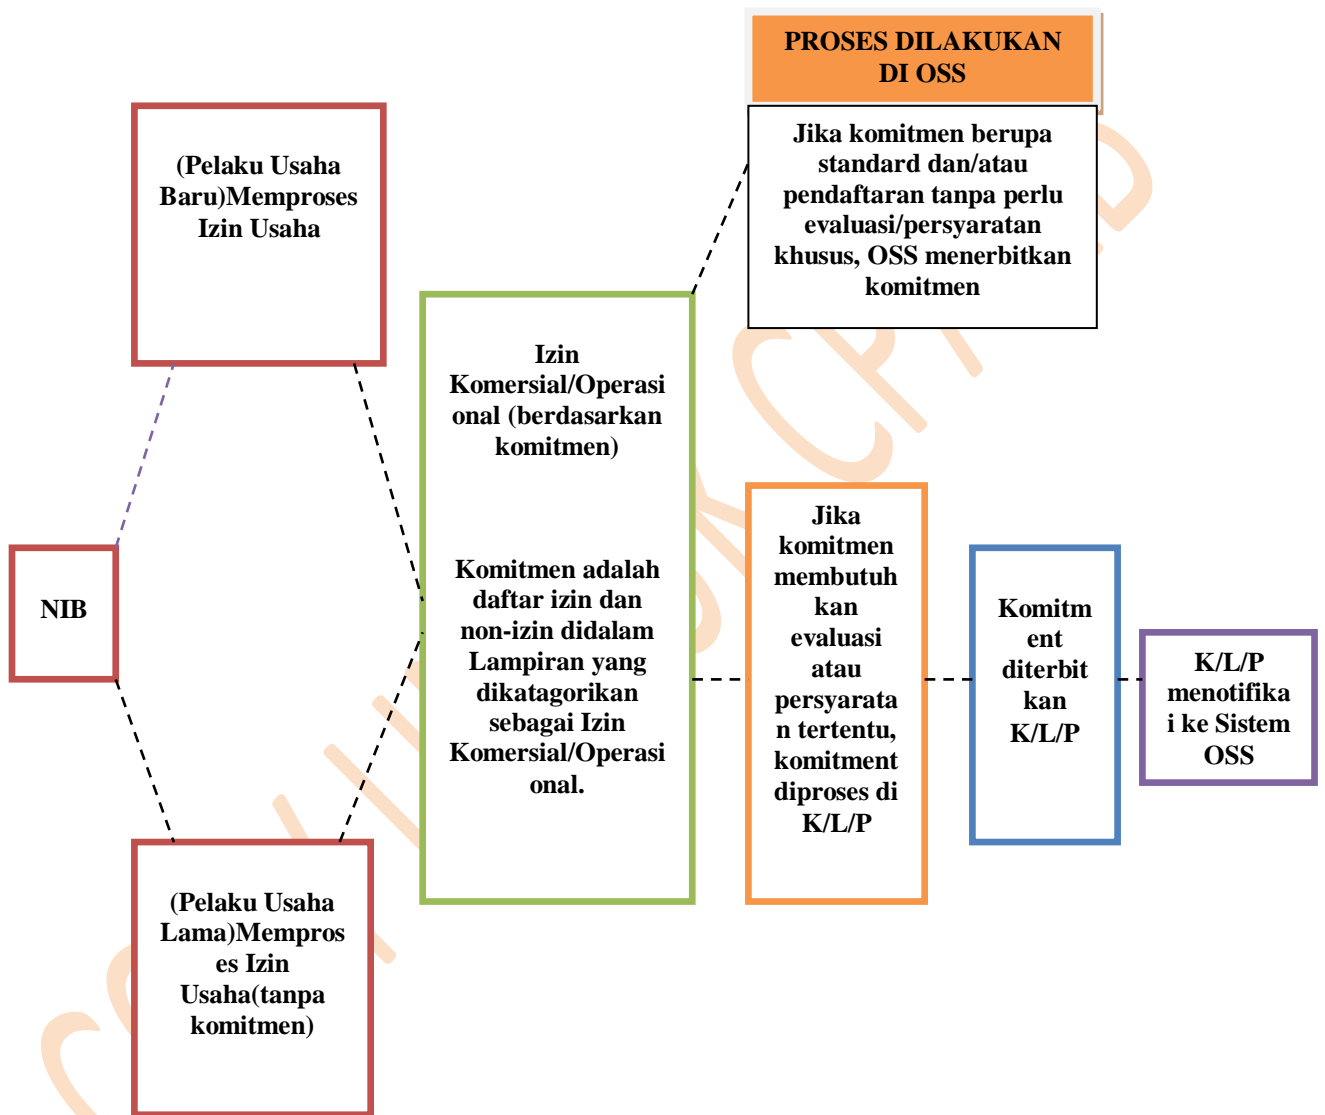 PROSES DILAKUKAN
DI OSS
Jika komitmen berupa
standard dan/atau
pendaftaran tanpa perlu
evaluasi/persyaratan
khusus, OSS menerbitkan
komitmen
(Pelaku Usaha
Baru)Memproses
Izin Usaha
Izin
Komersial/Operasi
onal (berdasarkan
komitmen)
Komitmen adalah
daftar izin dan
non-izin didalam
Lampiran yang
dikatagorikan
sebagai Izin
Komersial/Operasi
onal.
NIB
Jika
komitmen
membutuh
kan
evaluasi
atau
persyarata
n tertentu,
komitment
diproses di
K/L/P
Komitm
ent
diterbit
kan
K/L/P
K/L/P
menotifika
i ke Sistem
OSS
(Pelaku Usaha
Lama)Mempros
es Izin
Usaha(tanpa
komitmen)